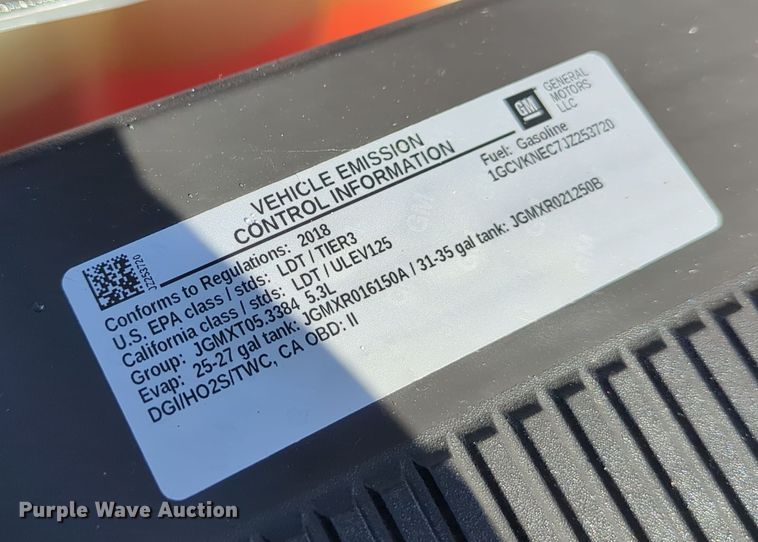 GM
GENERAL
MOTORS
LLC
VEHICLE EMISSION
CONTROL INFORMATION
Fuel: Gasoline
1GCVKNEC7JZ253720
JZ253720
Conforms to Regulations: 2018
U.S. EPA class / stds: LDT / TIER3
California class / stds: LDT / ULEV125
Group: JGMXT05.3384 5.3L
Evap: 25-27 gal tank: JGMXR016150A / 31-35 gal tank: JGMXR021250B
DGI/HO2S/TWC, CA OBD: II
Purple Wave Auction